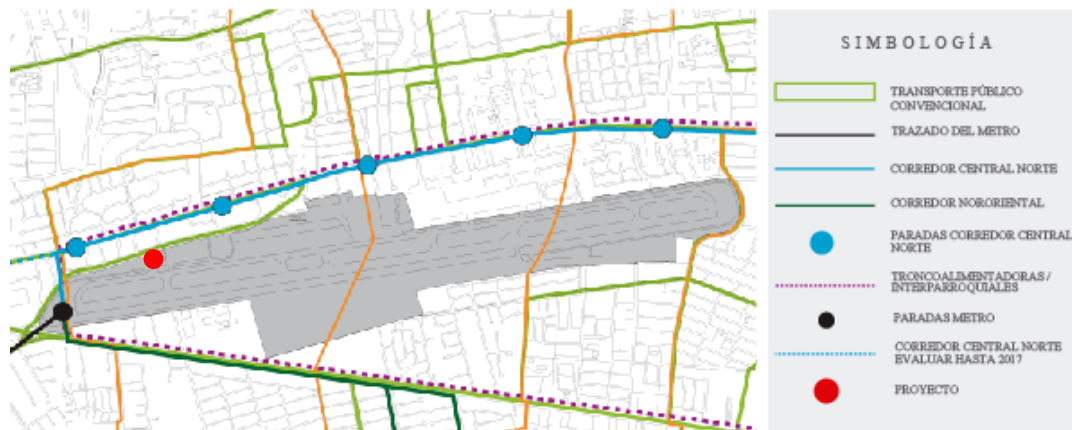 SIMBOLOGÍA
TRANSPORTE PÚBLICO
CONVENCIONAL
TRAZADO DEL METRO
CORREDOR CENTRAL NORTE
CORREDOR NORORIENTAL
PARADAS CORREDOR CENTRAL
NORTE
TRONCOALIMENTADORAS /
INTERPARROQUIALES
PARADAS METRO
CORREDOR CENTRAL NORTE
EVALUAR HASTA 2017
PROYECTO